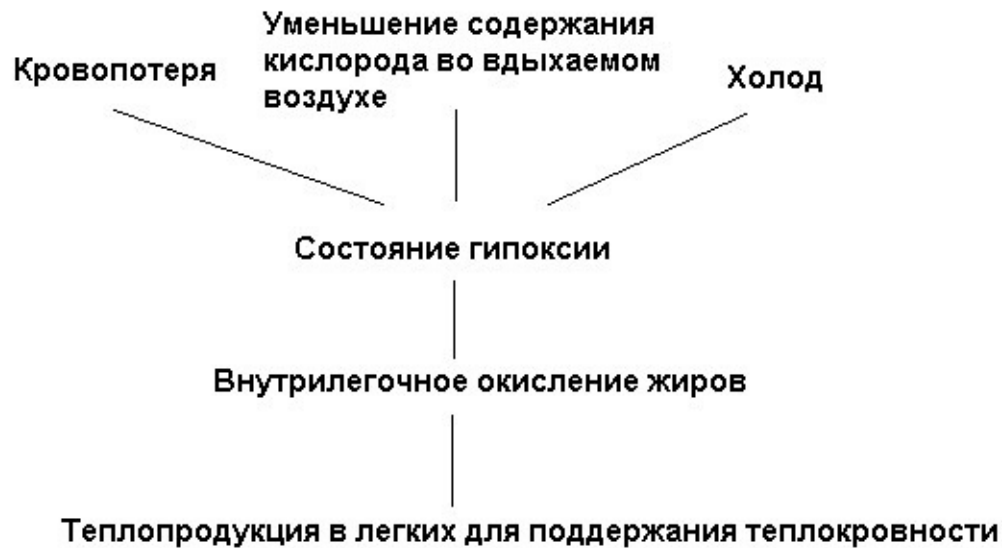 Кровопотеря
Уменьшение содержания
кислорода во вдыхаемом
воздухе
Холод
Состояние гипоксии
Внутрилегочное окисление жиров
Теплопродукция в легких для поддержания теплокровности